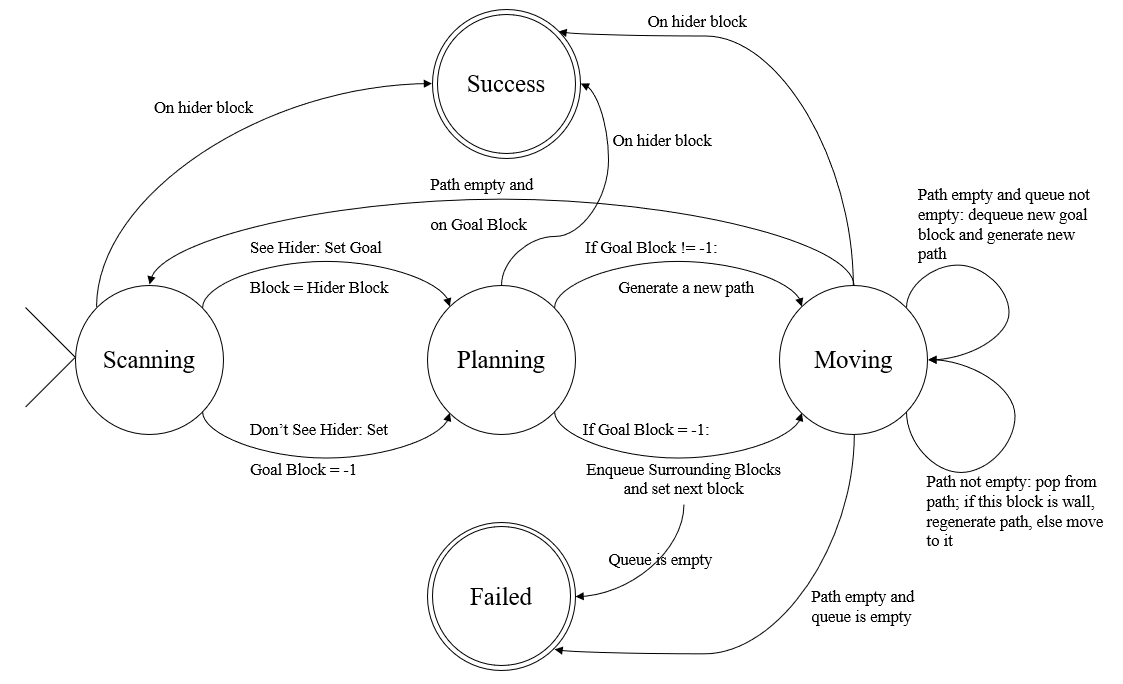 On hider block
Success
On hider block
On hider block
Path empty and
on Goal Block
Path empty and queue not
empty: dequeue new goal
block and generate new
path
See Hider: Set Goal
Block = Hider Block
If Goal Block != -1:
Generate a new path
Scanning
Planning
Moving
Don’t See Hider: Set
Goal Block = -1
If Goal Block = -1:
Enqueue Surrounding Blocks
and set next block
Path not empty: pop from
path; if this block is wall,
regenerate path, else move
to it
Queue is empty
Failed
Path empty and
queue is empty